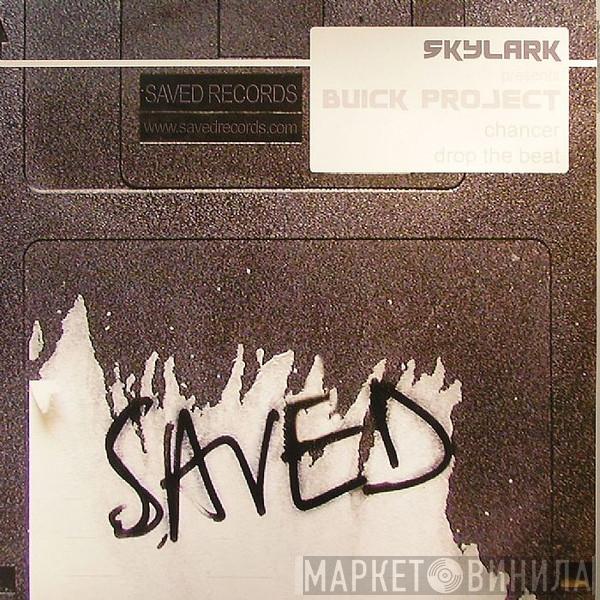 SKYLARK
presents
BUICK PROJECT
chancer
drop the beat
SAVED RECORDS
www.savedrecords.com
SAVED
МАРКЕТ ВИНИЛА